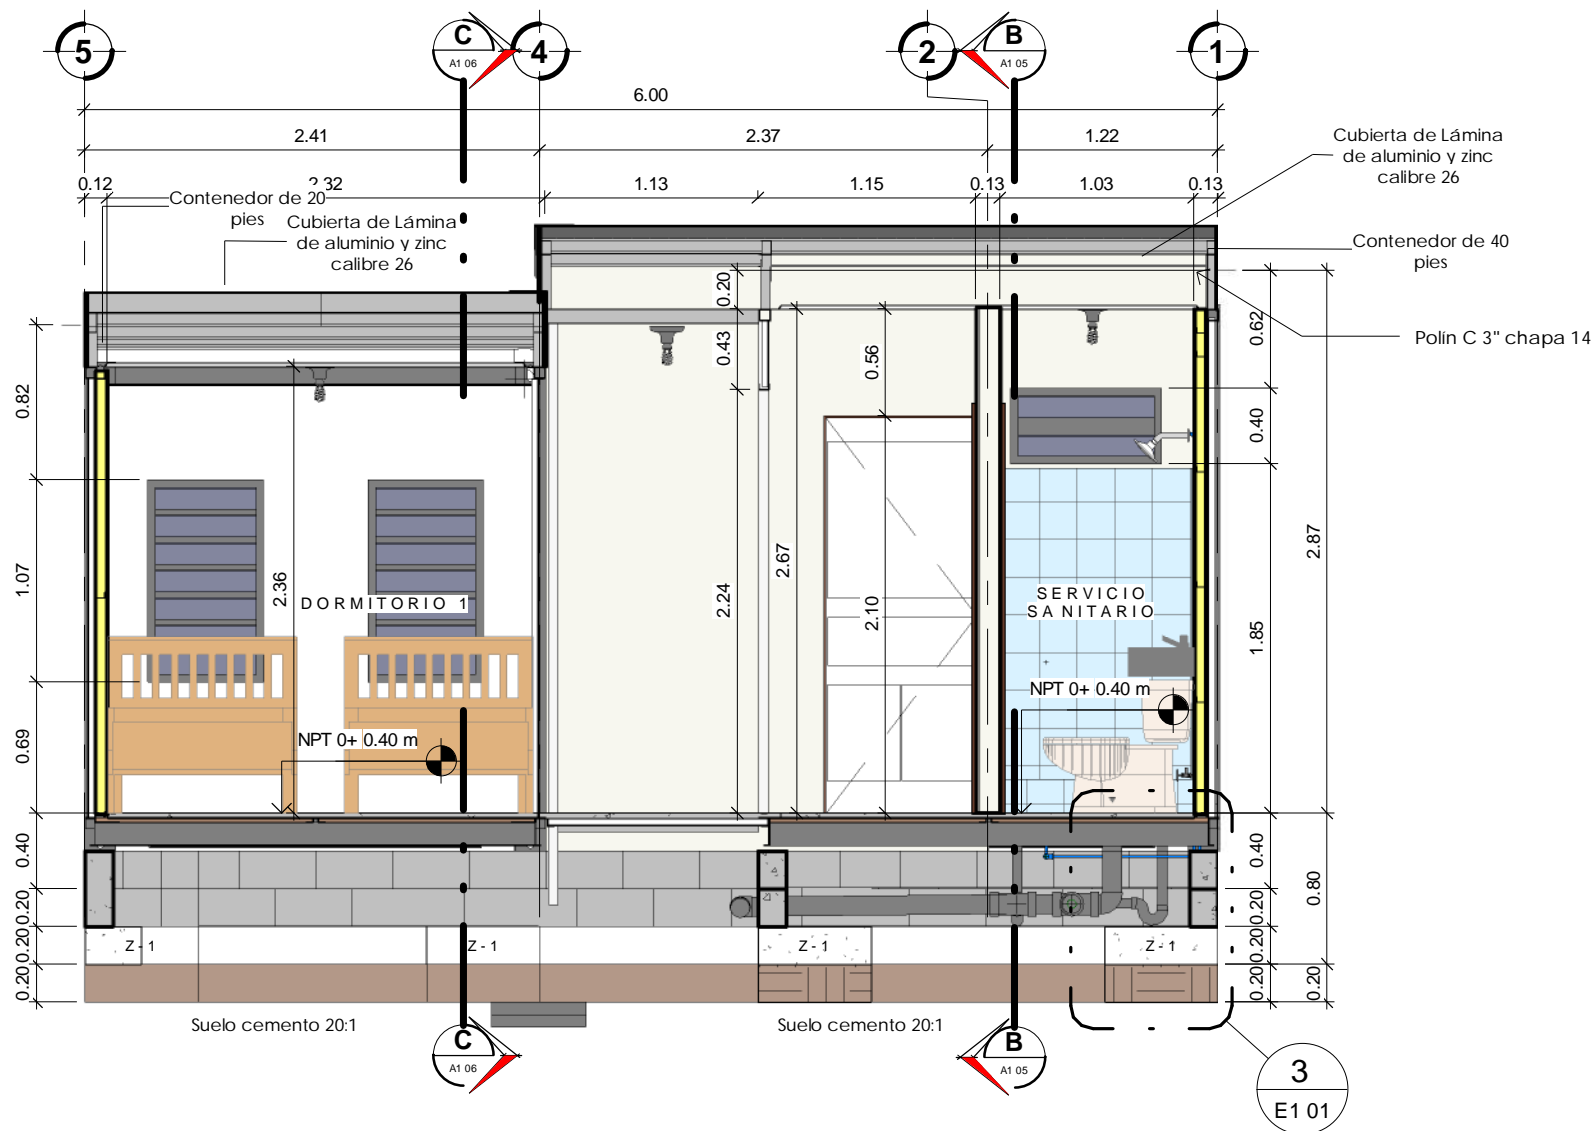 5
C
A1 06
4
2
B
A1 05
1
6.00
2.41
2.37
1.22
0.12
2.32
1.13
1.15
0.13
1.03
0.13
Contenedor de 20
pies
Cubierta de Lámina
de aluminio y zinc
calibre 26
Cubierta de Lámina
de aluminio y zinc
calibre 26
Contenedor de 40
pies
Polín C 3" chapa 14
0.82
1.07
0.69
0.40
0.20
0.20
0.20
2.36
0.20
0.43
2.24
2.67
0.56
2.10
0.62
0.40
1.85
2.87
0.40
0.20
0.20
0.20
0.80
0.20
DORMITORIO 1
SERVICIO
SANITARIO
NPT 0+ 0.40 m
NPT 0+ 0.40 m
Z - 1
Z - 1
Z - 1
Z - 1
Suelo cemento 20:1
Suelo cemento 20:1
C
A1 06
B
A1 05
3
E1 01